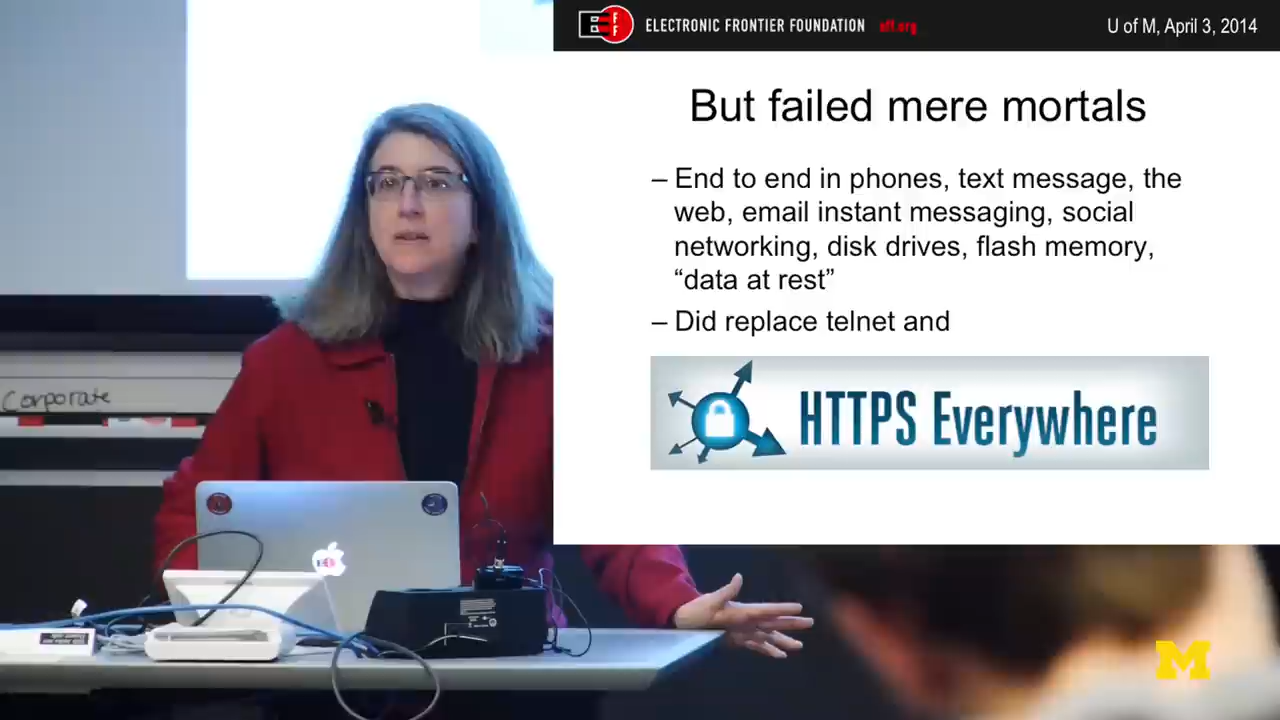 ELECTRONIC FRONTIER FOUNDATION eff.org
U of M, April 3, 2014
But failed mere mortals
– End to end in phones, text message, the
web, email instant messaging, social
networking, disk drives, flash memory,
“data at rest”
– Did replace telnet and
HTTPS Everywhere
Corporate
M